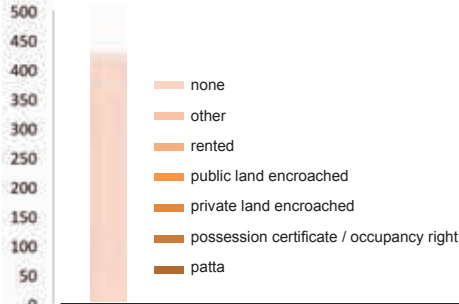 500
450
400
350
300
250
200
150
100
50
0
none
other
rented
public land encroached
private land encroached
possession certificate / occupancy right
patta